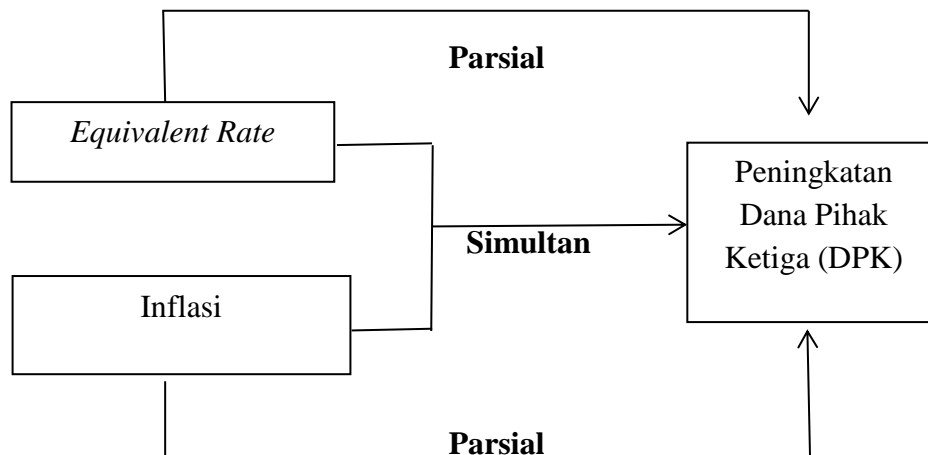 Parsial
Equivalent Rate
Peningkatan
Dana Pihak
Ketiga (DPK)
Simultan
Inflasi
Parsial